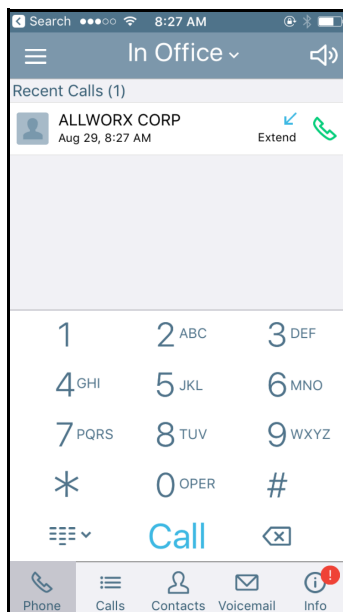 Search 8:27 AM
In Office
Recent Calls (1)
ALLWORX CORP
Aug 29, 8:27 AM
Extend
1 2 ABC 3 DEF
4 GHI 5 JKL 6 MNO
7 PQRS 8 TUV 9 WXYZ
* 0 OPER #
Call
Phone Calls Contacts Voicemail Info